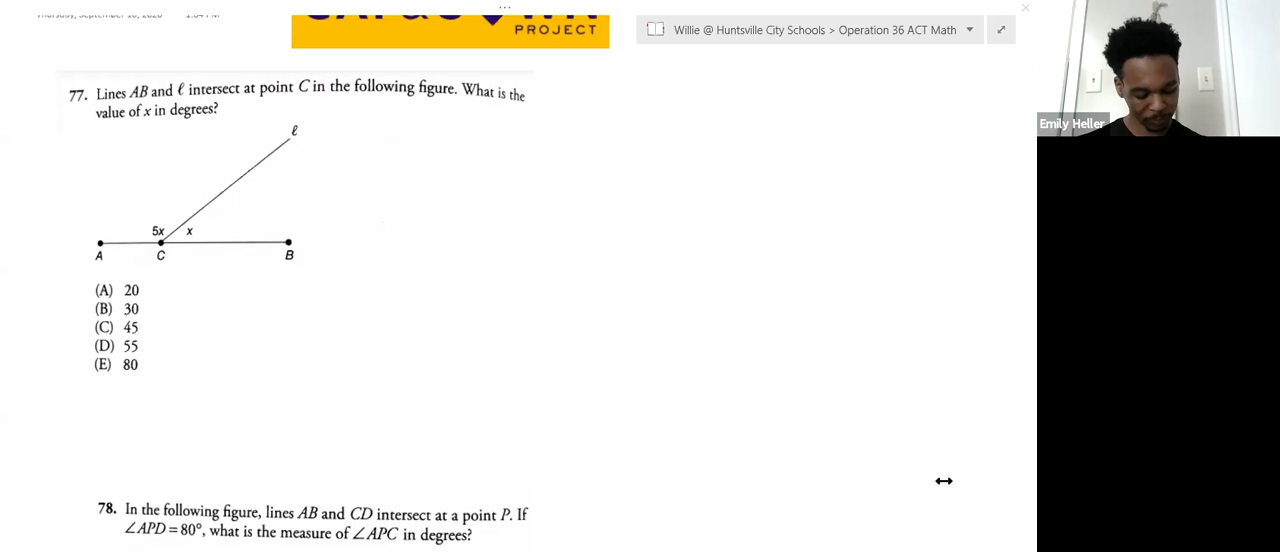 PROJECT
Willie @ Huntsville City Schools > Operation 36 ACT Math
Emily Heller
77. Lines AB and ℓ intersect at point C in the following figure. What is the
value of x in degrees?
ℓ
5x x
A C B
(A) 20
(B) 30
(C) 45
(D) 55
(E) 80
78. In the following figure, lines AB and CD intersect at a point P. If
∠APD = 80°, what is the measure of ∠APC in degrees?